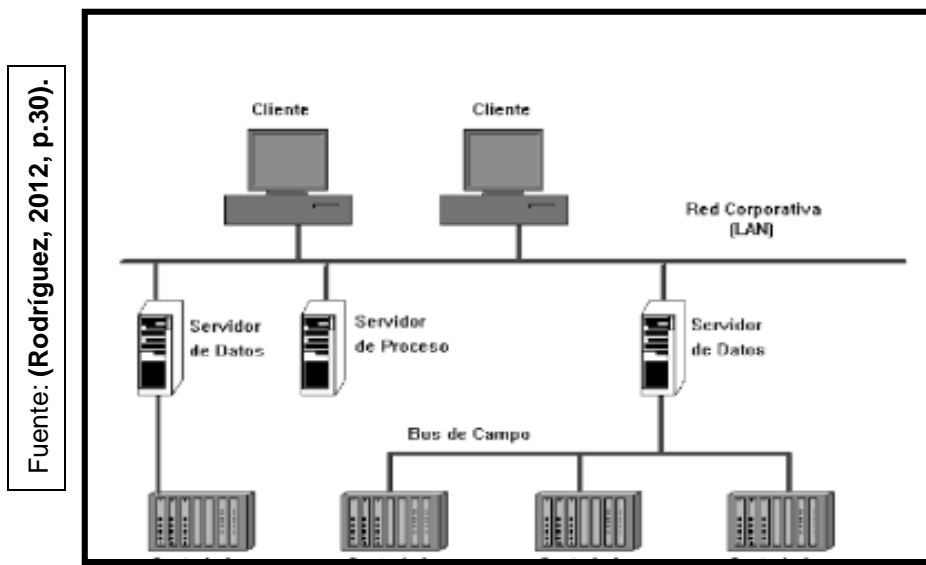 Fuente: (Rodríguez, 2012, p.30).
Cliente
Cliente
Red Corporativa
(LAN)
Servidor
de Datos
Servidor
de Proceso
Servidor
de Datos
Bus de Campo